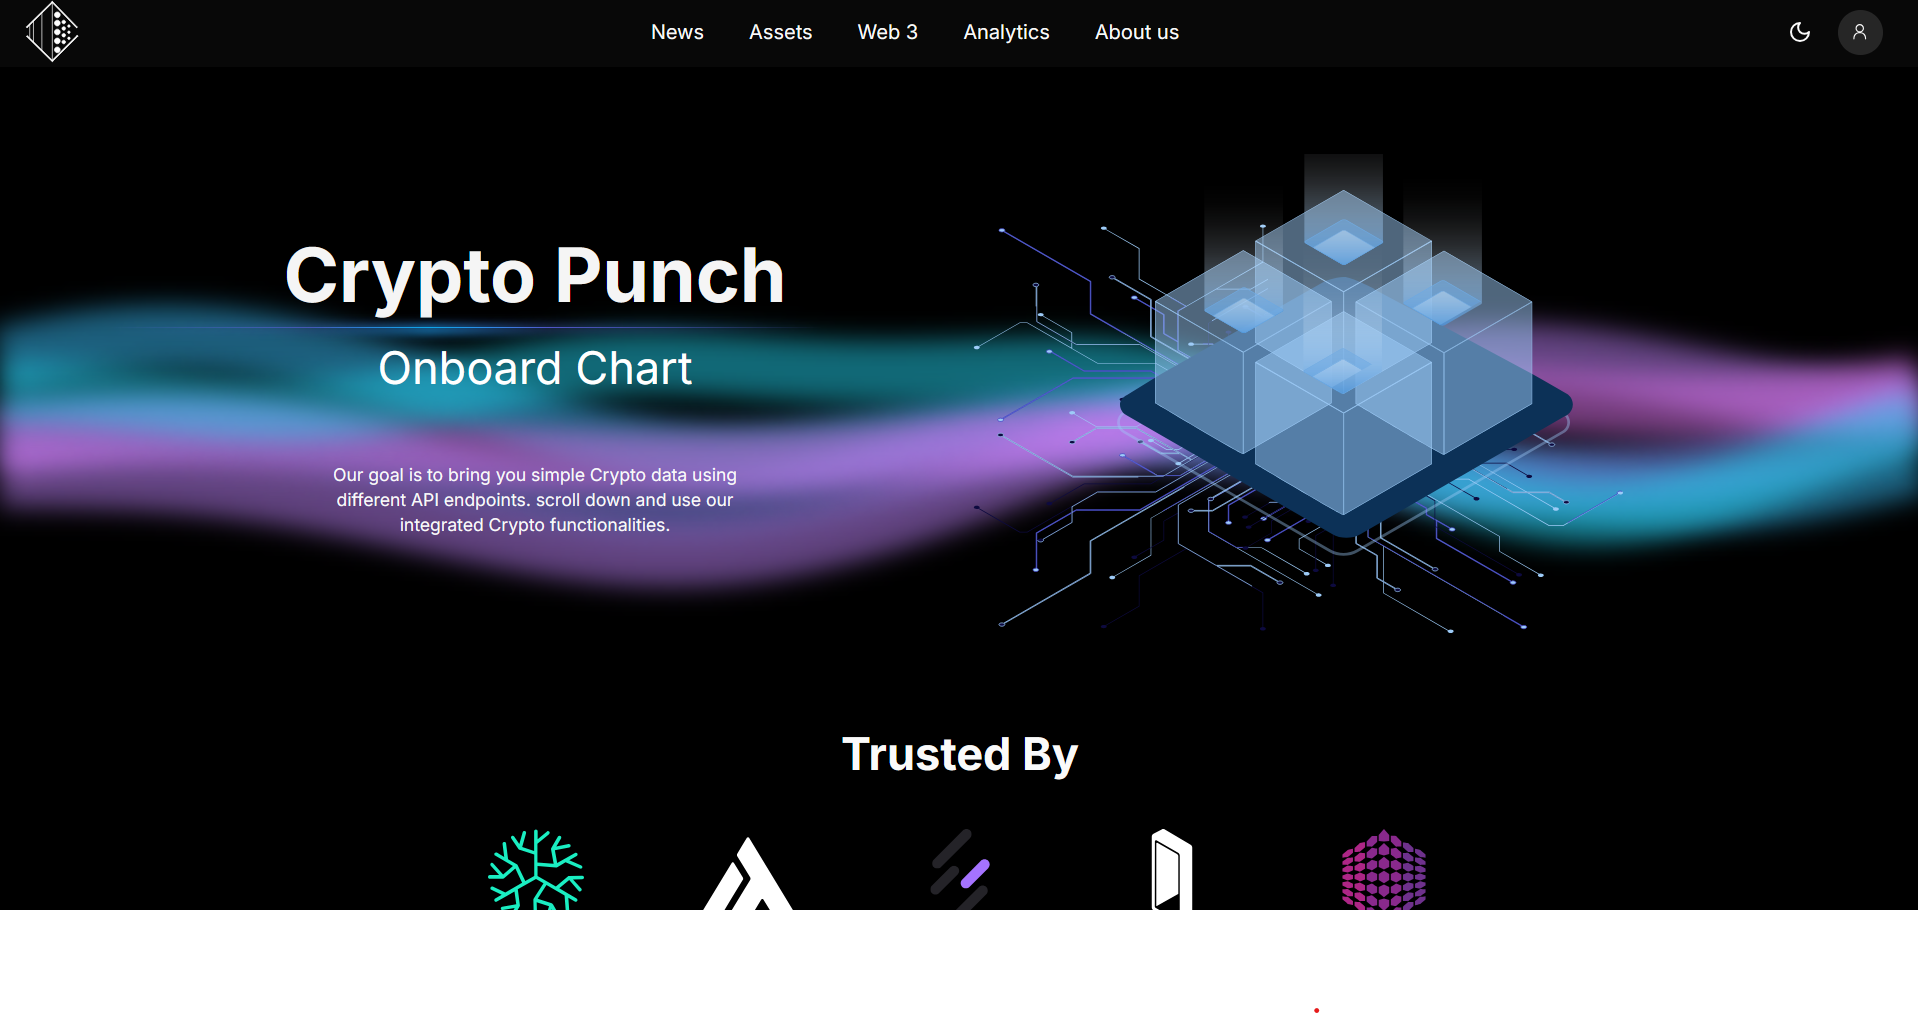 News
Assets
Web 3
Analytics
About us
Crypto Punch
Onboard Chart
Our goal is to bring you simple Crypto data using
different API endpoints. scroll down and use our
integrated Crypto functionalities.
Trusted By